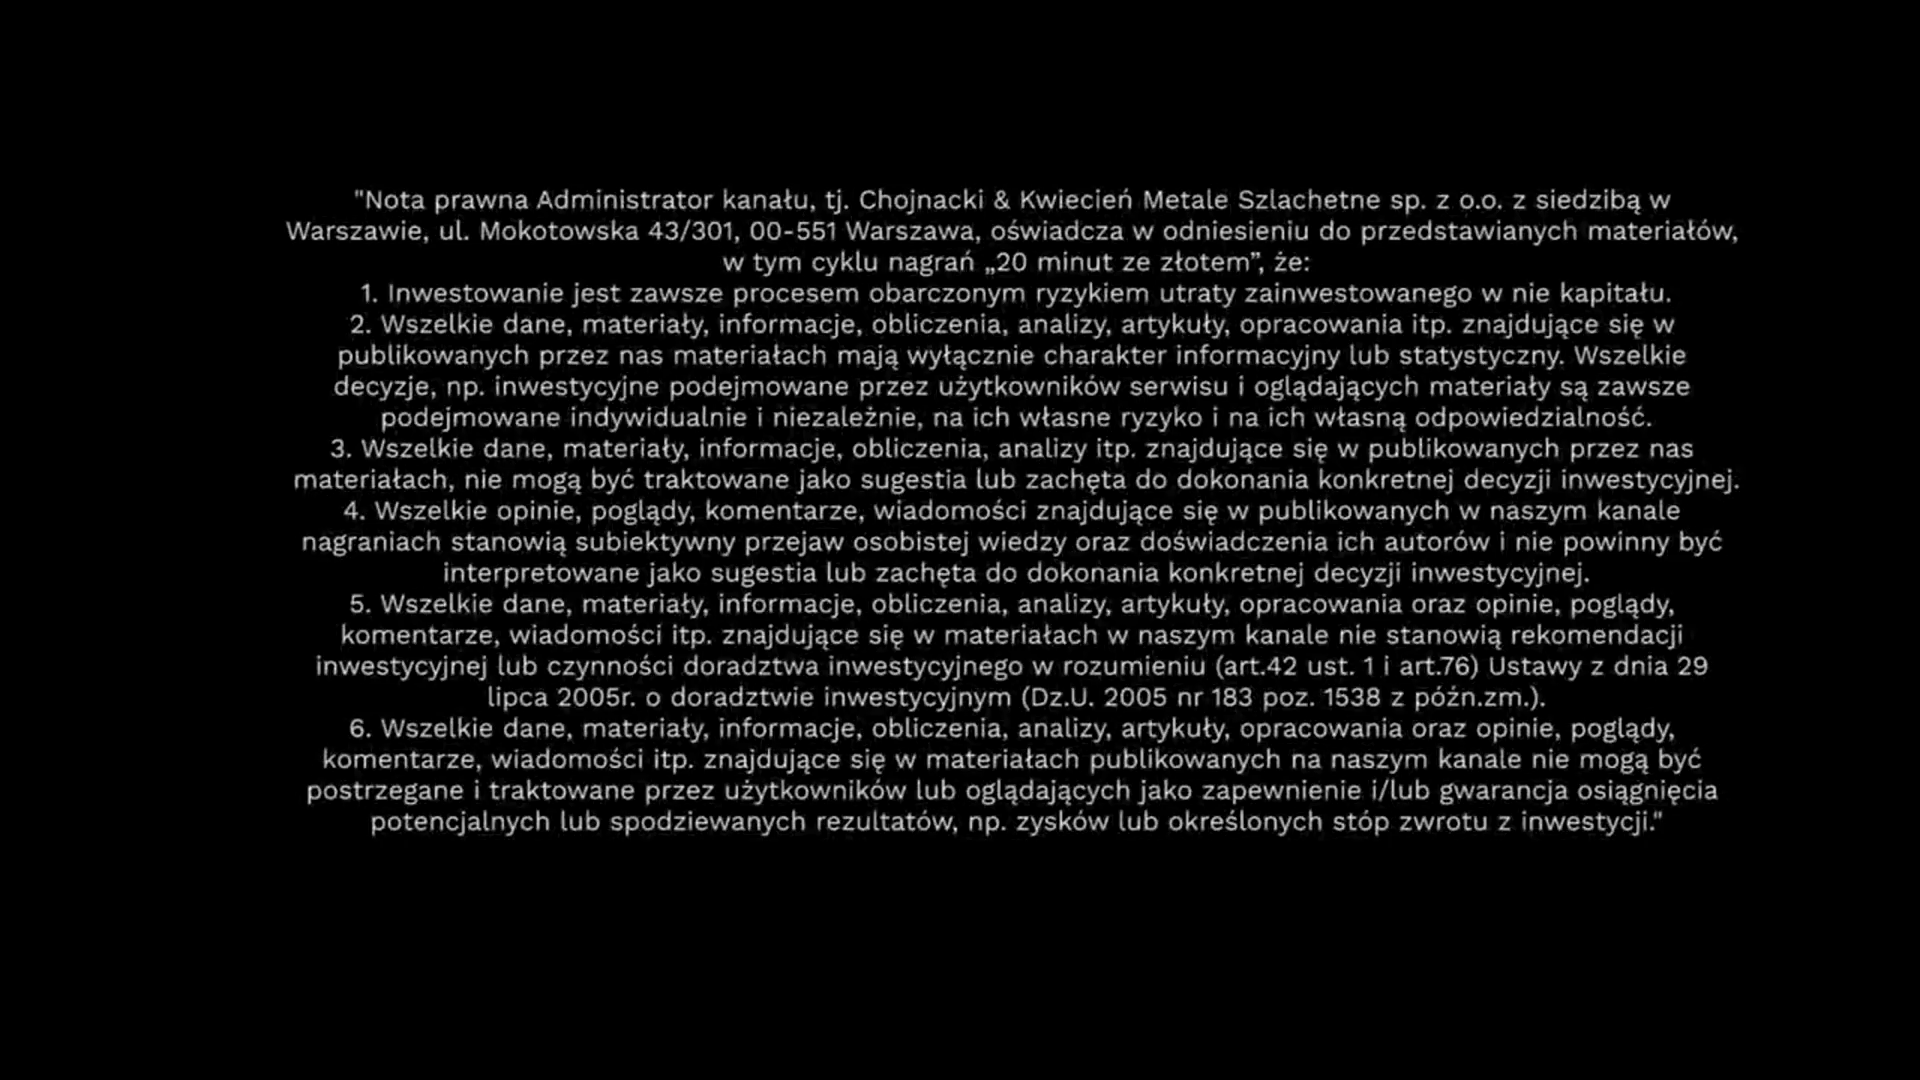 "Nota prawna Administrator kanału, tj. Chojnacki & Kwiecień Metale Szlachetne sp. z o.o. z siedzibą w
Warszawie, ul. Mokotowska 43/301, 00-551 Warszawa, oświadcza w odniesieniu do przedstawianych materiałów,
w tym cyklu nagrań „20 minut ze złotem”, że:
1. Inwestowanie jest zawsze procesem obarczonym ryzykiem utraty zainwestowanego w nie kapitału.
2. Wszelkie dane, materiały, informacje, obliczenia, analizy, artykuły, opracowania itp. znajdujące się w
publikowanych przez nas materiałach mają wyłącznie charakter informacyjny lub statystyczny. Wszelkie
decyzje, np. inwestycyjne podejmowane przez użytkowników serwisu i oglądających materiały są zawsze
podejmowane indywidualnie i niezależnie, na ich własne ryzyko i na ich własną odpowiedzialność.
3. Wszelkie dane, materiały, informacje, obliczenia, analizy itp. znajdujące się w publikowanych przez nas
materiałach, nie mogą być traktowane jako sugestia lub zachęta do dokonania konkretnej decyzji inwestycyjnej.
4. Wszelkie opinie, poglądy, komentarze, wiadomości znajdujące się w publikowanych w naszym kanale
nagraniach stanowią subiektywny przejaw osobistej wiedzy oraz doświadczenia ich autorów i nie powinny być
interpretowane jako sugestia lub zachęta do dokonania konkretnej decyzji inwestycyjnej.
5. Wszelkie dane, materiały, informacje, obliczenia, analizy, artykuły, opracowania oraz opinie, poglądy,
komentarze, wiadomości itp. znajdujące się w materiałach w naszym kanale nie stanowią rekomendacji
inwestycyjnej lub czynności doradztwa inwestycyjnego w rozumieniu (art.42 ust. 1 i art.76) Ustawy z dnia 29
lipca 2005r. o doradztwie inwestycyjnym (Dz.U. 2005 nr 183 poz. 1538 z późn.zm.).
6. Wszelkie dane, materiały, informacje, obliczenia, analizy, artykuły, opracowania oraz opinie, poglądy,
komentarze, wiadomości itp. znajdujące się w materiałach publikowanych na naszym kanale nie mogą być
postrzegane i traktowane przez użytkowników lub oglądających jako zapewnienie i/lub gwarancja osiągnięcia
potencjalnych lub spodziewanych rezultatów, np. zysków lub określonych stóp zwrotu z inwestycji."